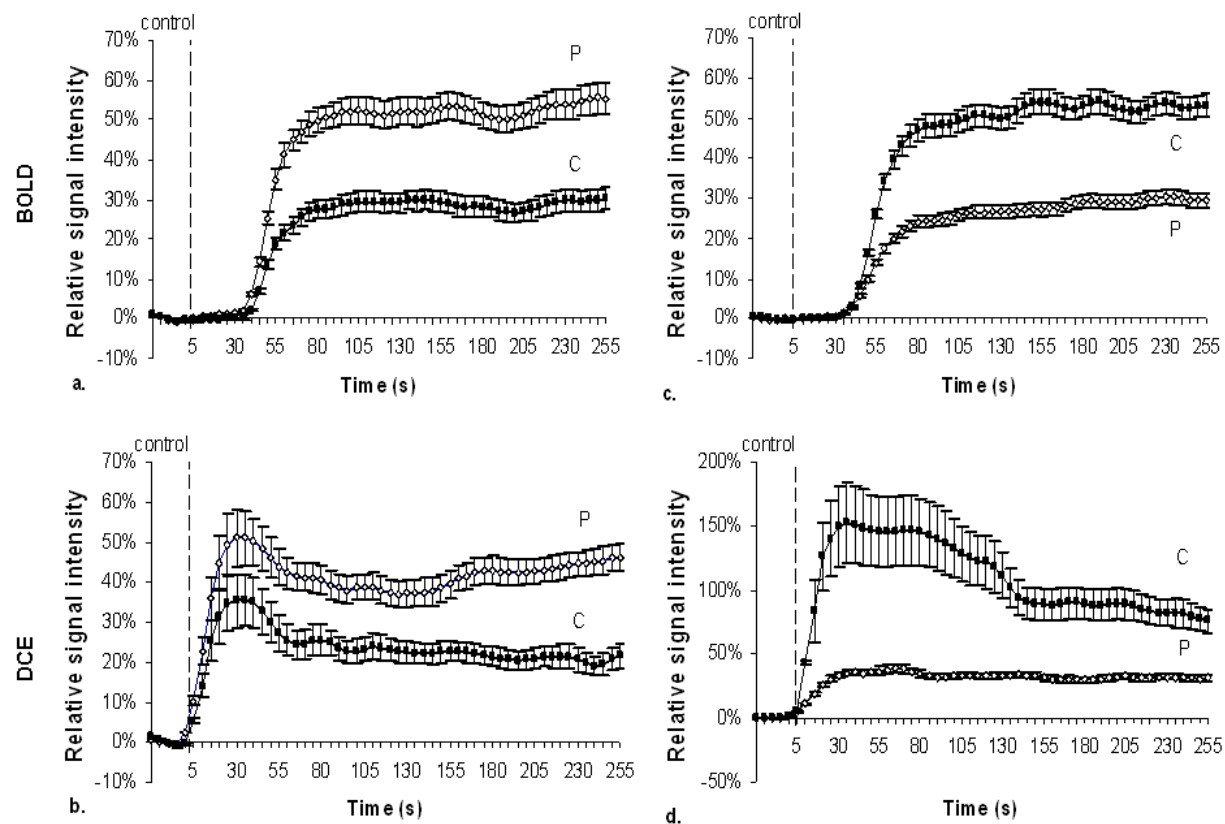 BOLD
control
Relative signal intensity
70%
60%
50%
40%
30%
20%
10%
0%
-10%
P
C
5 30 55 80 105 130 155 180 205 230 255
Time (s)
a.
control
Relative signal intensity
70%
60%
50%
40%
30%
20%
10%
0%
-10%
C
P
5 30 55 80 105 130 155 180 205 230 255
Time (s)
c.
DCE
control
Relative signal intensity
70%
60%
50%
40%
30%
20%
10%
0%
-10%
P
C
5 30 55 80 105 130 155 180 205 230 255
Time (s)
b.
control
Relative signal intensity
200%
150%
100%
50%
0%
-50%
C
P
5 30 55 80 105 130 155 180 205 230 255
Time (s)
d.